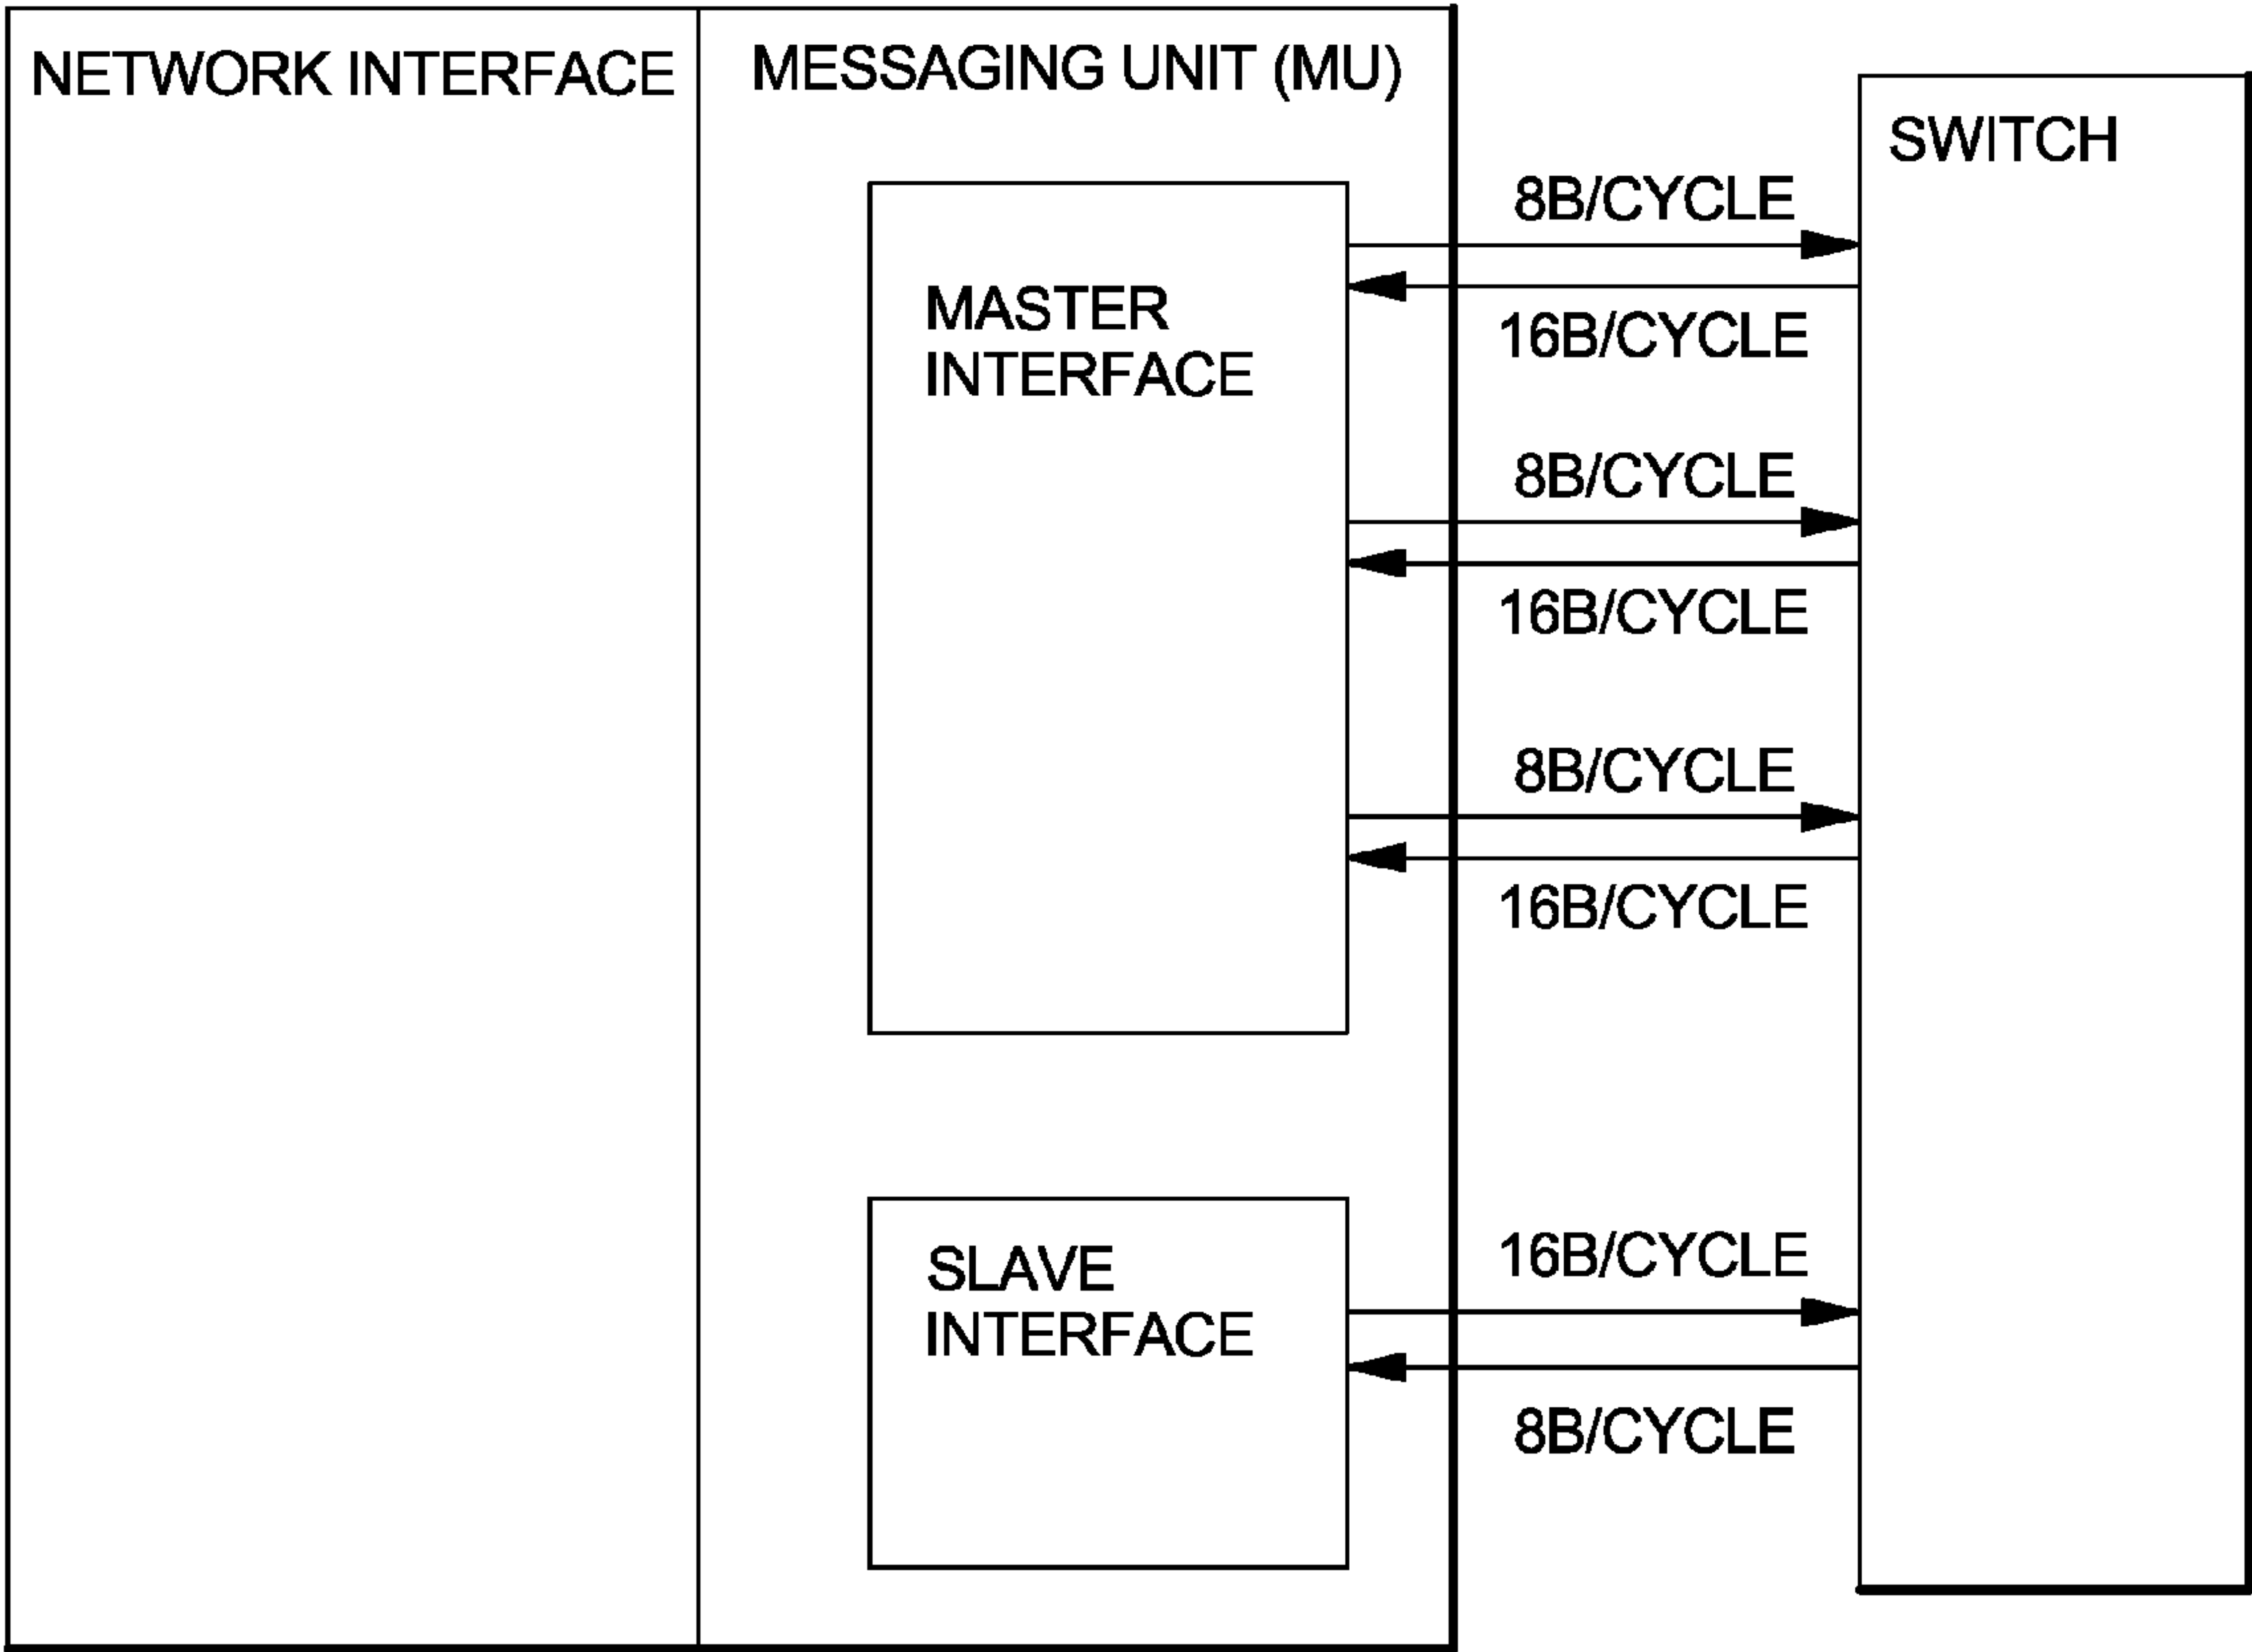 NETWORK INTERFACE
MESSAGING UNIT (MU)
SWITCH
MASTER
INTERFACE
8B/CYCLE
16B/CYCLE
8B/CYCLE
16B/CYCLE
8B/CYCLE
16B/CYCLE
SLAVE
INTERFACE
16B/CYCLE
8B/CYCLE